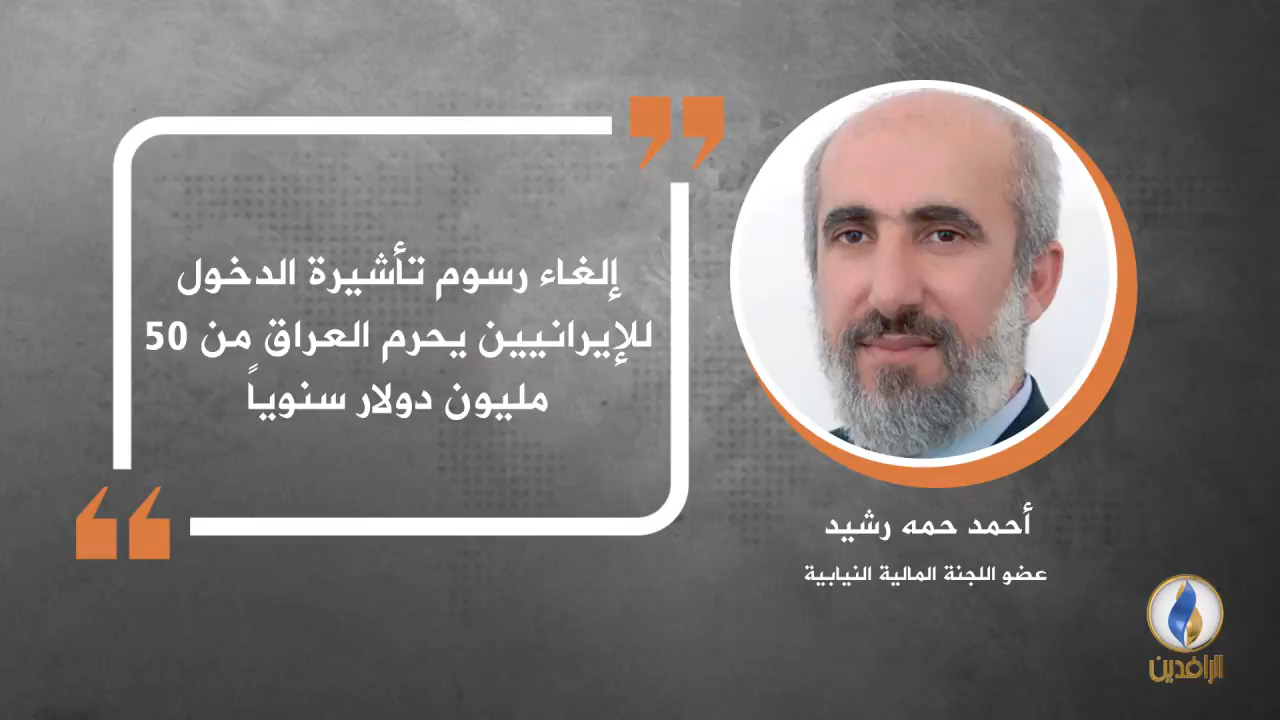 إلغاء رسوم تأشيرة الدخول
للإيرانيين يحرم العراق من 50
مليون دولار سنوياً
أحمد حمه رشيد
عضو اللجنة المالية النيابية
الرافدين